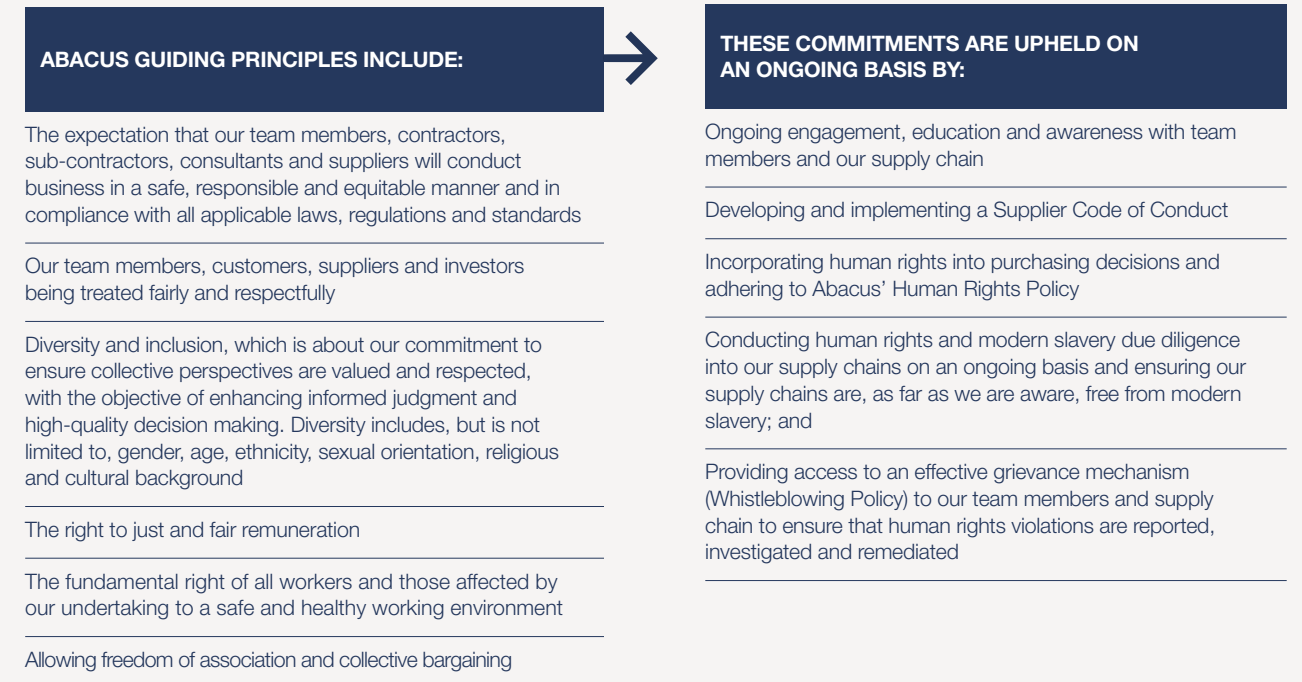 ABACUS GUIDING PRINCIPLES INCLUDE:
The expectation that our team members, contractors,
sub-contractors, consultants and suppliers will conduct
business in a safe, responsible and equitable manner and in
compliance with all applicable laws, regulations and standards
Our team members, customers, suppliers and investors
being treated fairly and respectfully
Diversity and inclusion, which is about our commitment to
ensure collective perspectives are valued and respected,
with the objective of enhancing informed judgment and
high-quality decision making. Diversity includes, but is not
limited to, gender, age, ethnicity, sexual orientation, religious
and cultural background
The right to just and fair remuneration
The fundamental right of all workers and those affected by
our undertaking to a safe and healthy working environment
Allowing freedom of association and collective bargaining
THESE COMMITMENTS ARE UPHELD ON
AN ONGOING BASIS BY:
Ongoing engagement, education and awareness with team
members and our supply chain
Developing and implementing a Supplier Code of Conduct
Incorporating human rights into purchasing decisions and
adhering to Abacus’ Human Rights Policy
Conducting human rights and modern slavery due diligence
into our supply chains on an ongoing basis and ensuring our
supply chains are, as far as we are aware, free from modern
slavery; and
Providing access to an effective grievance mechanism
(Whistleblowing Policy) to our team members and supply
chain to ensure that human rights violations are reported,
investigated and remediated